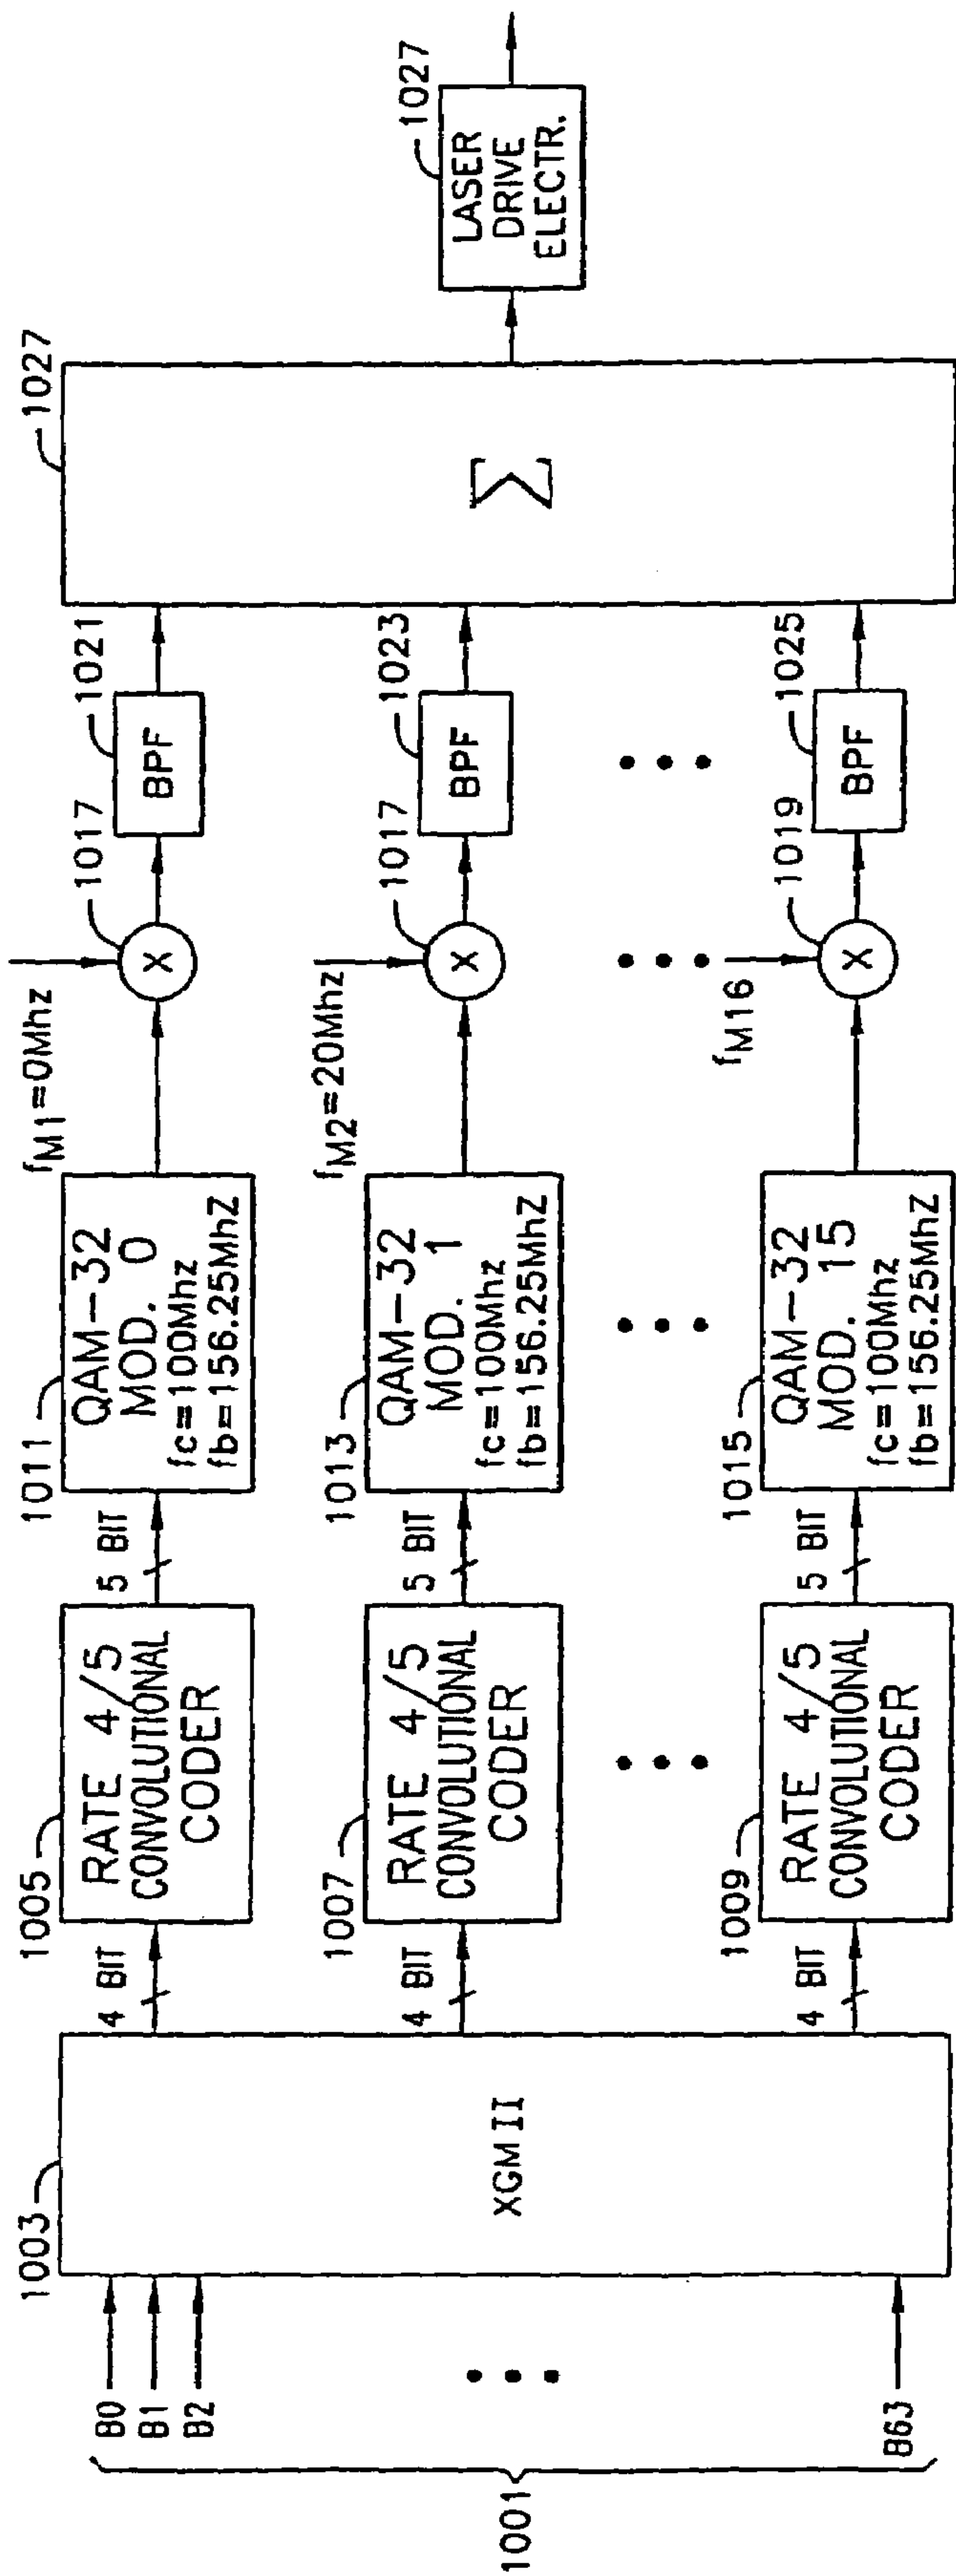 1001
B0
B1
B2
B63
1003
XGM II
4 BIT
4 BIT
4 BIT
1005
RATE 4/5
CONVOLUTIONAL
CODER
1007
RATE 4/5
CONVOLUTIONAL
CODER
1009
RATE 4/5
CONVOLUTIONAL
CODER
5 BIT
5 BIT
5 BIT
1011
QAM-32
MOD. 0
fc=100Mhz
fb=156.25MhZ
1013
QAM-32
MOD. 1
fc=100Mhz
fb=156.25MhZ
1015
QAM-32
MOD. 15
fc=100Mhz
fb=156.25MhZ
fM1=0Mhz
fM2=20Mhz
fM16
1017
X
1017
X
1019
X
1021
BPF
1023
BPF
1025
BPF
1027
Σ
1027
LASER
DRIVE
ELECTR.